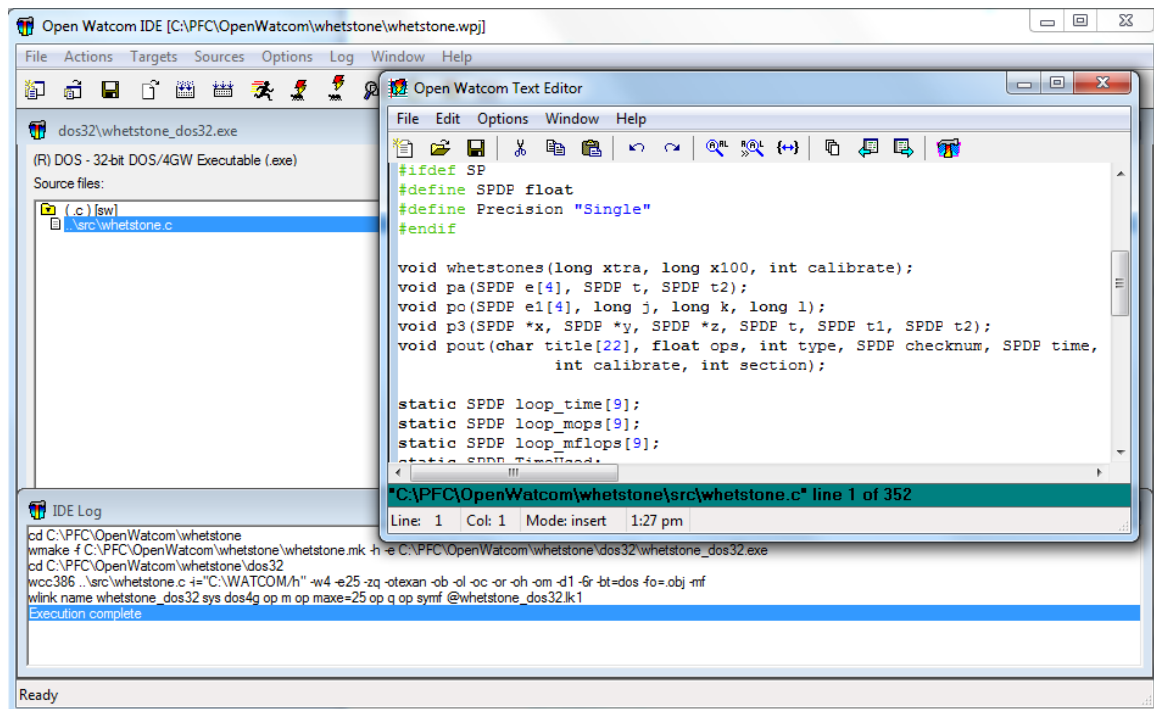 Open Watcom IDE [C:\PFC\OpenWatcom\whetstone\whetstone.wpj]
File Actions Targets Sources Options Log Window Help
dos32\whetstone_dos32.exe
(R) DOS - 32-bit DOS/4GW Executable (.exe)
Source files:
(.c) [sw]
..\src\whetstone.c
Open Watcom Text Editor
File Edit Options Window Help
#ifdef SP
#define SPDP float
#define Precision "Single"
#endif
void whetstones(long xtra, long x100, int calibrate);
void pa(SPDP e[4], SPDP t, SPDP t2);
void po(SPDP e1[4], long j, long k, long l);
void p3(SPDP *x, SPDP *y, SPDP *z, SPDP t, SPDP t1, SPDP t2);
void pout(char title[22], float ops, int type, SPDP checknum, SPDP time,
int calibrate, int section);
static SPDP loop_time[9];
static SPDP loop_mops[9];
static SPDP loop_mflops[9];
static SPDP TimeUsed;
"C:\PFC\OpenWatcom\whetstone\src\whetstone.c" line 1 of 352
Line: 1 Col: 1 Mode: insert 1:27 pm
IDE Log
cd C:\PFC\OpenWatcom\whetstone
wmake -f C:\PFC\OpenWatcom\whetstone\whetstone.mk -h -e C:\PFC\OpenWatcom\whetstone\dos32\whetstone_dos32.exe
cd C:\PFC\OpenWatcom\whetstone\dos32
wcc386 ..\src\whetstone.c -i="C:\WATCOM/h" -w4 -e25 -zq -otexan -ob -ol -oc -or -oh -om -d1 -6r -bt=dos -fo=.obj -mf
wlink name whetstone_dos32 sys dos4g op m op maxe=25 op q op symf @whetstone_dos32.lk1
Execution complete
Ready